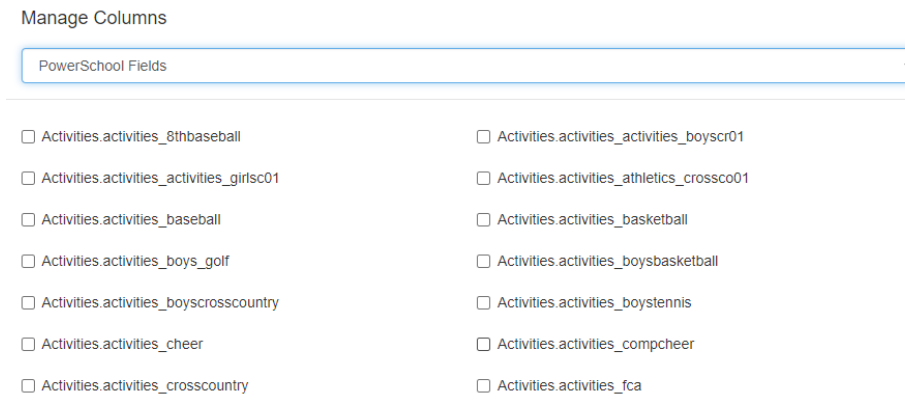 Manage Columns
PowerSchool Fields
Activities.activities_8thbaseball
Activities.activities_activities_boyscr01
Activities.activities_activities_girlsc01
Activities.activities_athletics_crossco01
Activities.activities_baseball
Activities.activities_basketball
Activities.activities_boys_golf
Activities.activities_boysbasketball
Activities.activities_boyscrosscountry
Activities.activities_boystennis
Activities.activities_cheer
Activities.activities_compcheer
Activities.activities_crosscountry
Activities.activities_fca